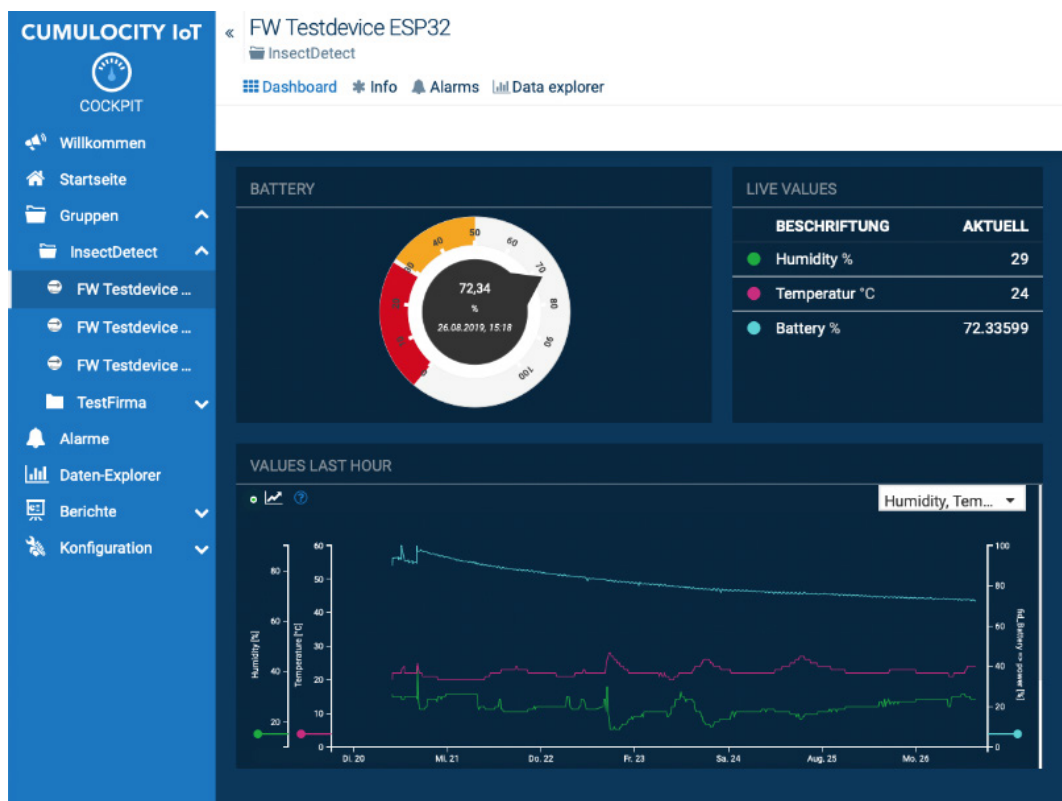 CUMULOCITY IoT
COCKPIT
Willkommen
Startseite
Gruppen
InsectDetect
FW Testdevice ...
FW Testdevice ...
FW Testdevice ...
TestFirma
Alarme
Daten-Explorer
Berichte
Konfiguration
« FW Testdevice ESP32
InsectDetect
Dashboard Info Alarms Data explorer
BATTERY
40 50 60 70 80 90 100
72,34
%
26.08.2019, 15:18
LIVE VALUES
BESCHRIFTUNG AKTUELL
Humidity % 29
Temperatur °C 24
Battery % 72.33599
VALUES LAST HOUR
?
Humidity, Tem...
Humidity [%]
80
60
40
20
Temperature [°C]
60
50
40
30
20
10
0
100
80
60
40
20
0
fid_Battery => power [%]
Di. 20 Mi. 21 Do. 22 Fr. 23 Sa. 24 Aug. 25 Mo. 26